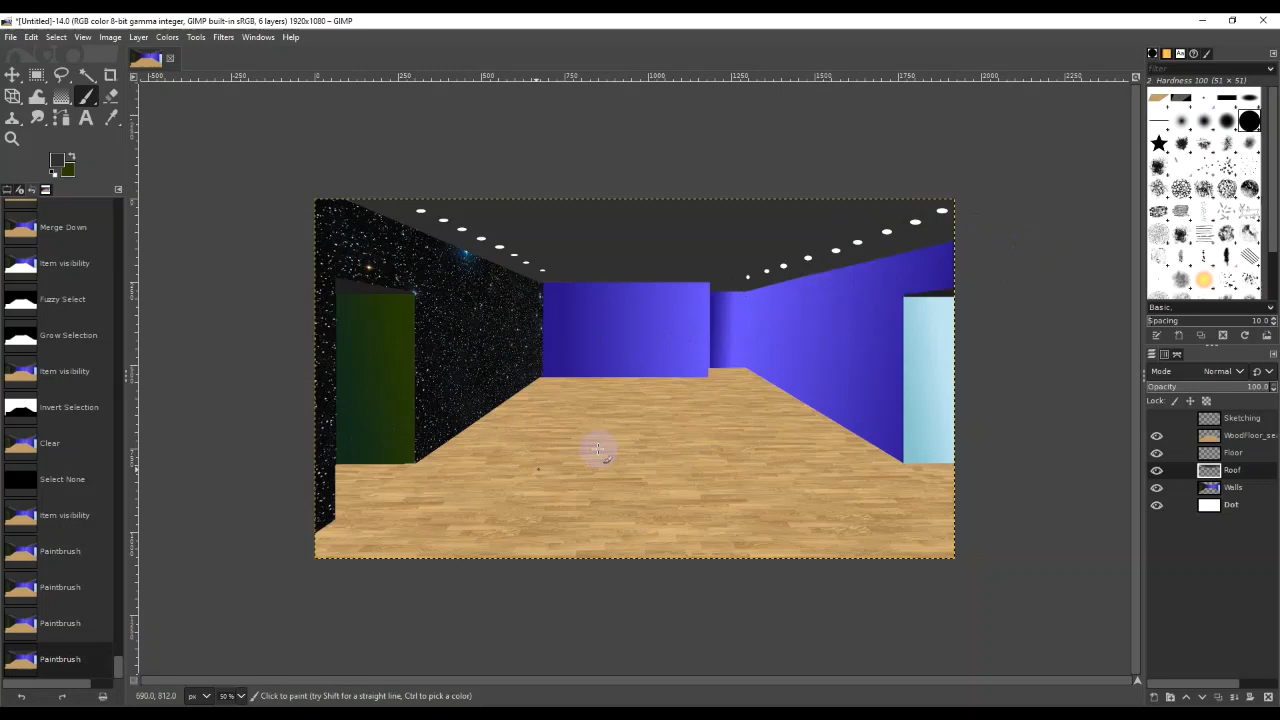 *[Untitled]-14.0 (RGB color 8-bit gamma integer, GIMP built-in sRGB, 6 layers) 1920x1080 – GIMP
File Edit Select View Image Layer Colors Tools Filters Windows Help
filter
2. Hardness 100 (51 × 51)
Merge Down
Item visibility
Fuzzy Select
Grow Selection
Item visibility
Invert Selection
Clear
Select None
Item visibility
Paintbrush
Paintbrush
Paintbrush
Paintbrush
Basic,
Spacing 10.0
Mode Normal
Opacity 100.0
Lock:
Sketching
WoodFloor_se
Floor
Roof
Walls
Dot
690.0, 812.0 px 50 % Click to paint (try Shift for a straight line, Ctrl to pick a color)